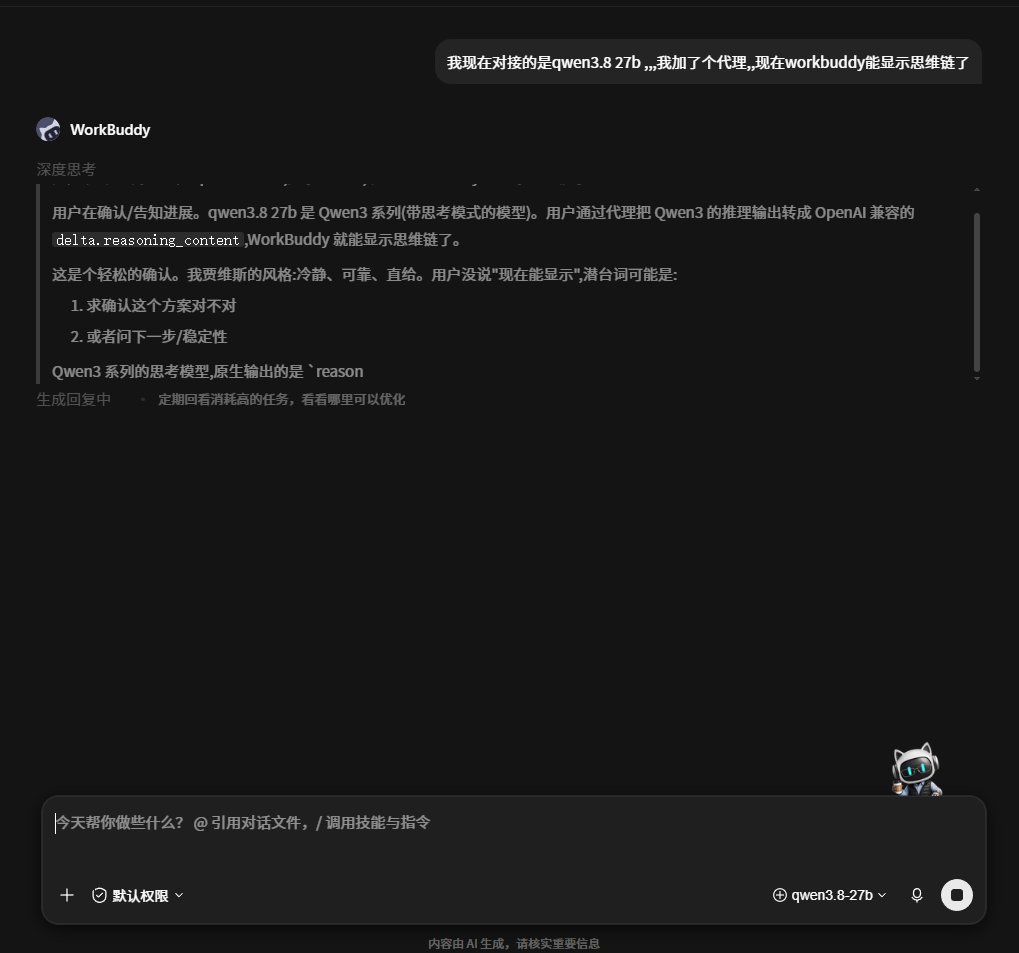 我现在对接的是qwen3.8 27b ,,,我加了个代理,,现在workbuddy能显示思维链了
WorkBuddy
深度思考
用户在确认/告知进展。qwen3.8 27b 是 Qwen3 系列(带思考模式的模型)。用户通过代理把 Qwen3 的推理输出转成 OpenAI 兼容的
delta.reasoning_content,WorkBuddy 就能显示思维链了。
这是个轻松的确认。我贾维斯的风格:冷静、可靠、直给。用户没说"现在能显示",潜台词可能是:
1. 求确认这个方案对不对
2. 或者问下一步/稳定性
Qwen3 系列的思考模型,原生输出的是 `reason
生成回复中 • 定期回看消耗高的任务，看看哪里可以优化
今天帮你做些什么？ @ 引用对话文件，/ 调用技能与指令
默认权限 qwen3.8-27b
内容由 AI 生成，请核实重要信息